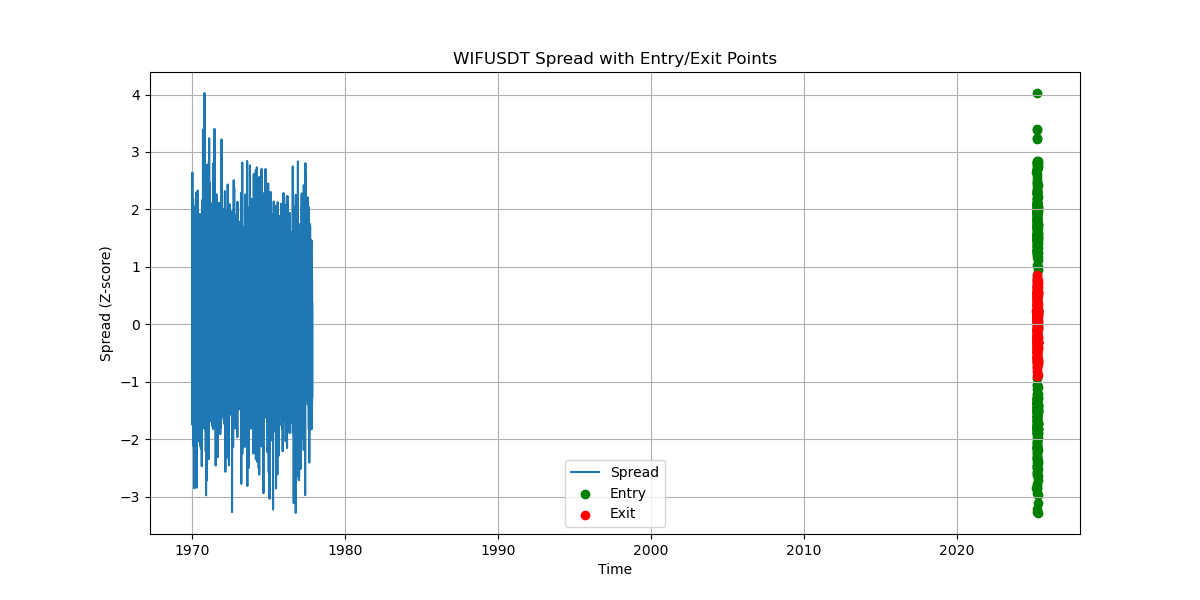 WIFUSDT Spread with Entry/Exit Points
4
3
2
1
0
−1
−2
−3
Spread (Z-score)
Spread
Entry
Exit
1970
1980
1990
2000
2010
2020
Time